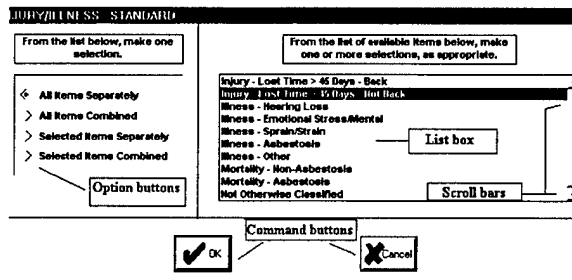 INJURY/ILLNESS STANDARD
From the list below, make one
selection.
From the list of available items below, make
one or more selections, as appropriate.
All Items Separately
All Items Combined
Selected Items Separately
Selected Items Combined
Option buttons
Injury - Lost Time > 45 Days - Back
Injury - Lost Time - 45 Days - Not Back
Illness - Hearing Loss
Illness - Emotional Stress/Mental
Illness - Sprain/Strain
Illness - Asbestosis
Illness - Other
Mortality - Non-Asbestosis
Mortality - Asbestosis
Not Otherwise Classified
List box
Scroll bars
Command buttons
OK
Cancel